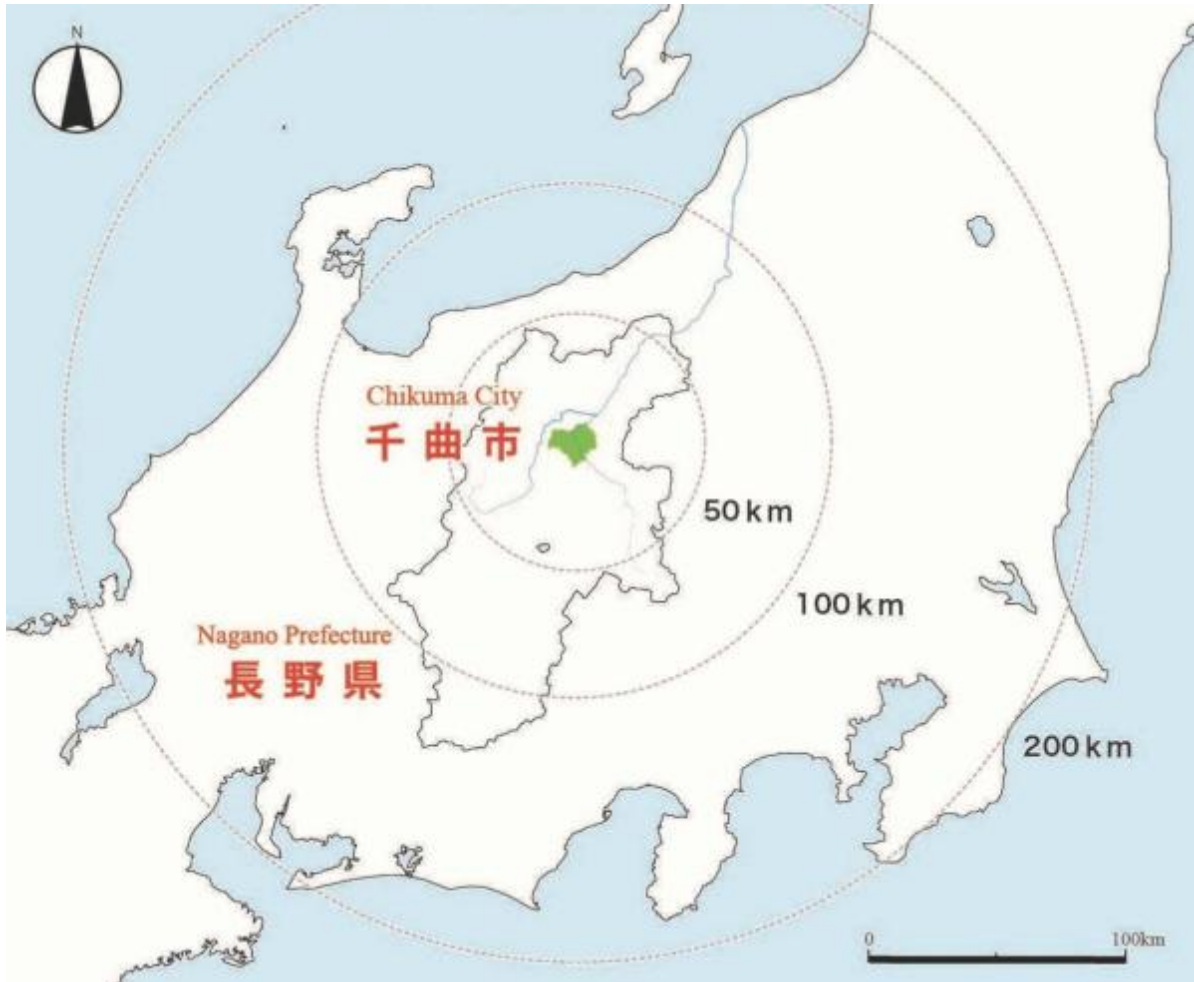 N
Chikuma City
千曲市
50km
100km
Nagano Prefecture
長野県
200km
0 100km